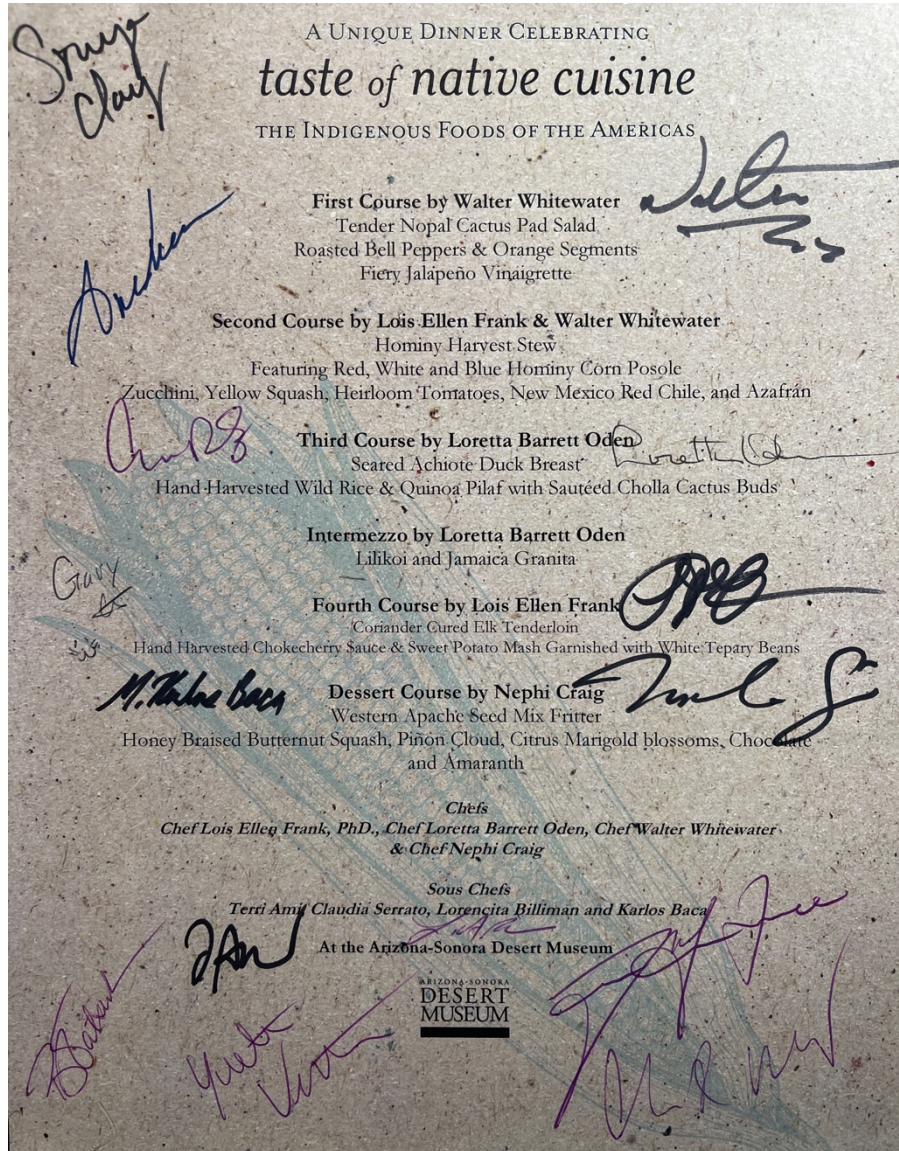 Sonya
Clary
A Unique Dinner Celebrating
taste of native cuisine
the Indigenous Foods of the Americas
First Course by Walter Whitewater
Walter
Tender Nopal Cactus Pad Salad
Roasted Bell Peppers & Orange Segments
Fiery Jalapeño Vinaigrette
Second Course by Lois Ellen Frank & Walter Whitewater
Hominy Harvest Stew
Featuring Red, White and Blue Hominy Corn Posole
Zucchini, Yellow Squash, Heirloom Tomatoes, New Mexico Red Chile, and Azafrán
Third Course by Loretta Barrett Oden
Loretta Oden
Seared Achiote Duck Breast
Hand Harvested Wild Rice & Quinoa Pilaf with Sautéed Cholla Cactus Buds
Intermezzo by Loretta Barrett Oden
Lilikoi and Jamaica Granita
Gary
Fourth Course by Lois Ellen Frank
Coriander Cured Elk Tenderloin
Hand Harvested Chokecherry Sauce & Sweet Potato Mash Garnished with White Tepary Beans
M. Karlos Baca
Dessert Course by Nephi Craig
Western Apache Seed Mix Fritter
Honey Braised Butternut Squash, Piñon Cloud, Citrus Marigold blossoms, Chocolate
and Amaranth
Chefs
Chef Lois Ellen Frank, PhD., Chef Loretta Barrett Oden, Chef Walter Whitewater
& Chef Nephi Craig
Sous Chefs
Terri Ami, Claudia Serrato, Lorencita Billiman and Karlos Baca
At the Arizona-Sonora Desert Museum
ARIZONA-SONORA
DESERT
MUSEUM